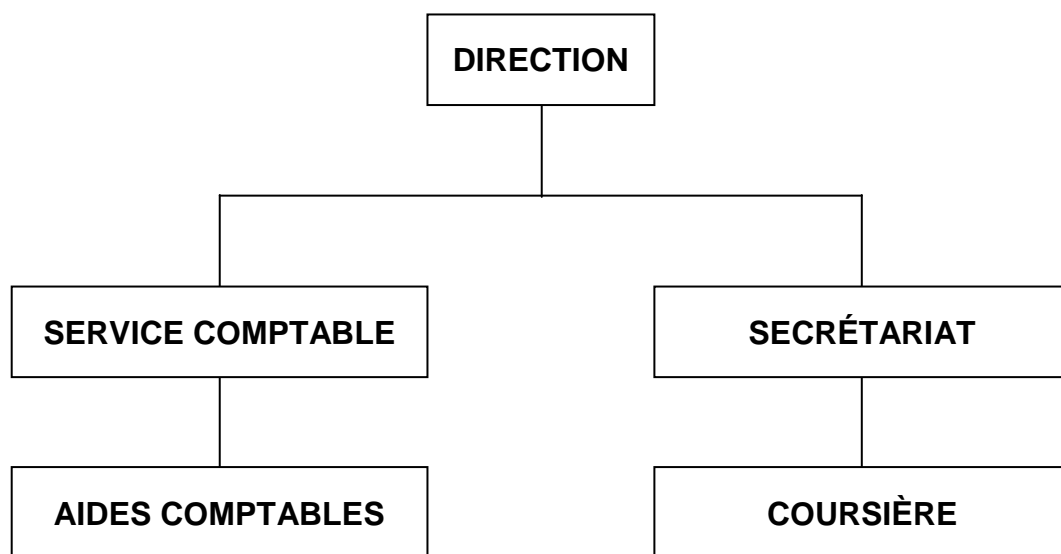 DIRECTION
SERVICE COMPTABLE
SECRÉTARIAT
AIDES COMPTABLES
COURSIÈRE